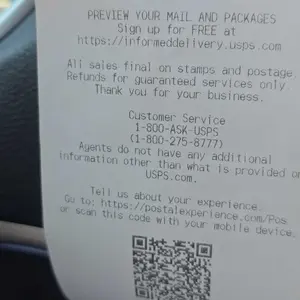 PREVIEW YOUR MAIL AND PACKAGES
Sign up for FREE at
https://informeddelivery.usps.com
All sales final on stamps and postage.
Refunds for guaranteed services only.
Thank you for your business.
Customer Service
1-800-ASK-USPS
(1-800-275-8777)
Agents do not have any additional
information other than what is provided on
USPS.com.
Tell us about your experience.
Go to: https://postalexperience.com/Pos
or scan this code with your mobile device.